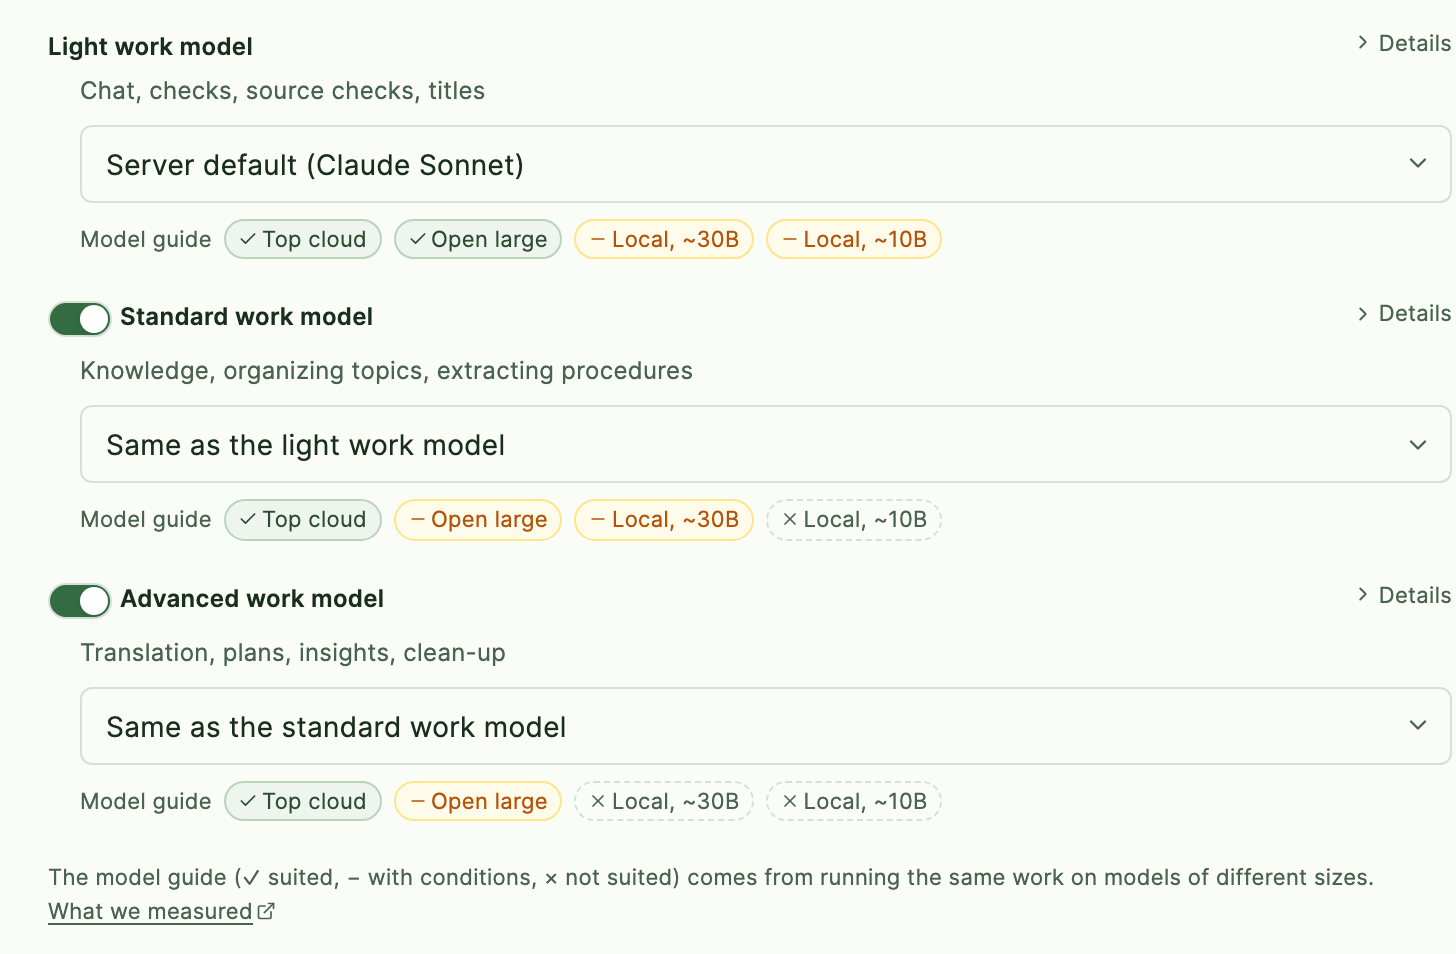 Light work model
Details
Chat, checks, source checks, titles
Server default (Claude Sonnet)
Model guide ✓ Top cloud ✓ Open large – Local, ~30B – Local, ~10B
Standard work model
Details
Knowledge, organizing topics, extracting procedures
Same as the light work model
Model guide ✓ Top cloud – Open large – Local, ~30B × Local, ~10B
Advanced work model
Details
Translation, plans, insights, clean-up
Same as the standard work model
Model guide ✓ Top cloud – Open large × Local, ~30B × Local, ~10B
The model guide (✓ suited, – with conditions, × not suited) comes from running the same work on models of different sizes.
What we measured